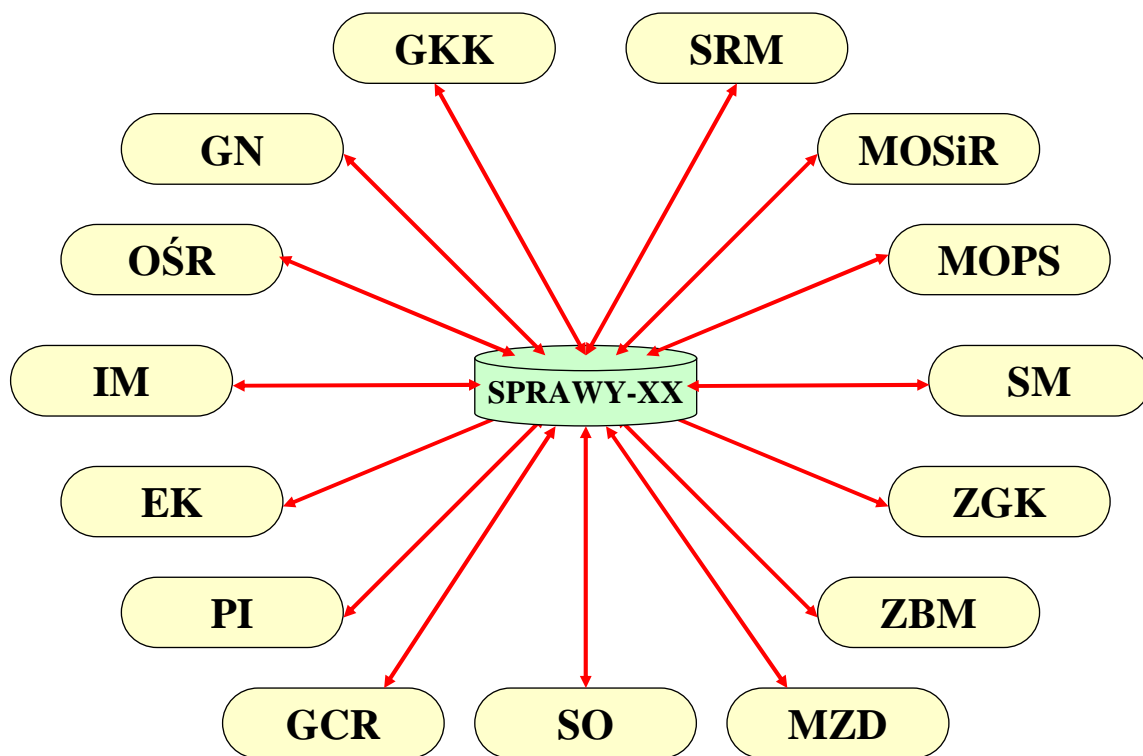 GKK
SRM
GN
MOSiR
OŚR
MOPS
IM
SPRAWY-XX
SM
EK
ZGK
PI
ZBM
GCR
SO
MZD